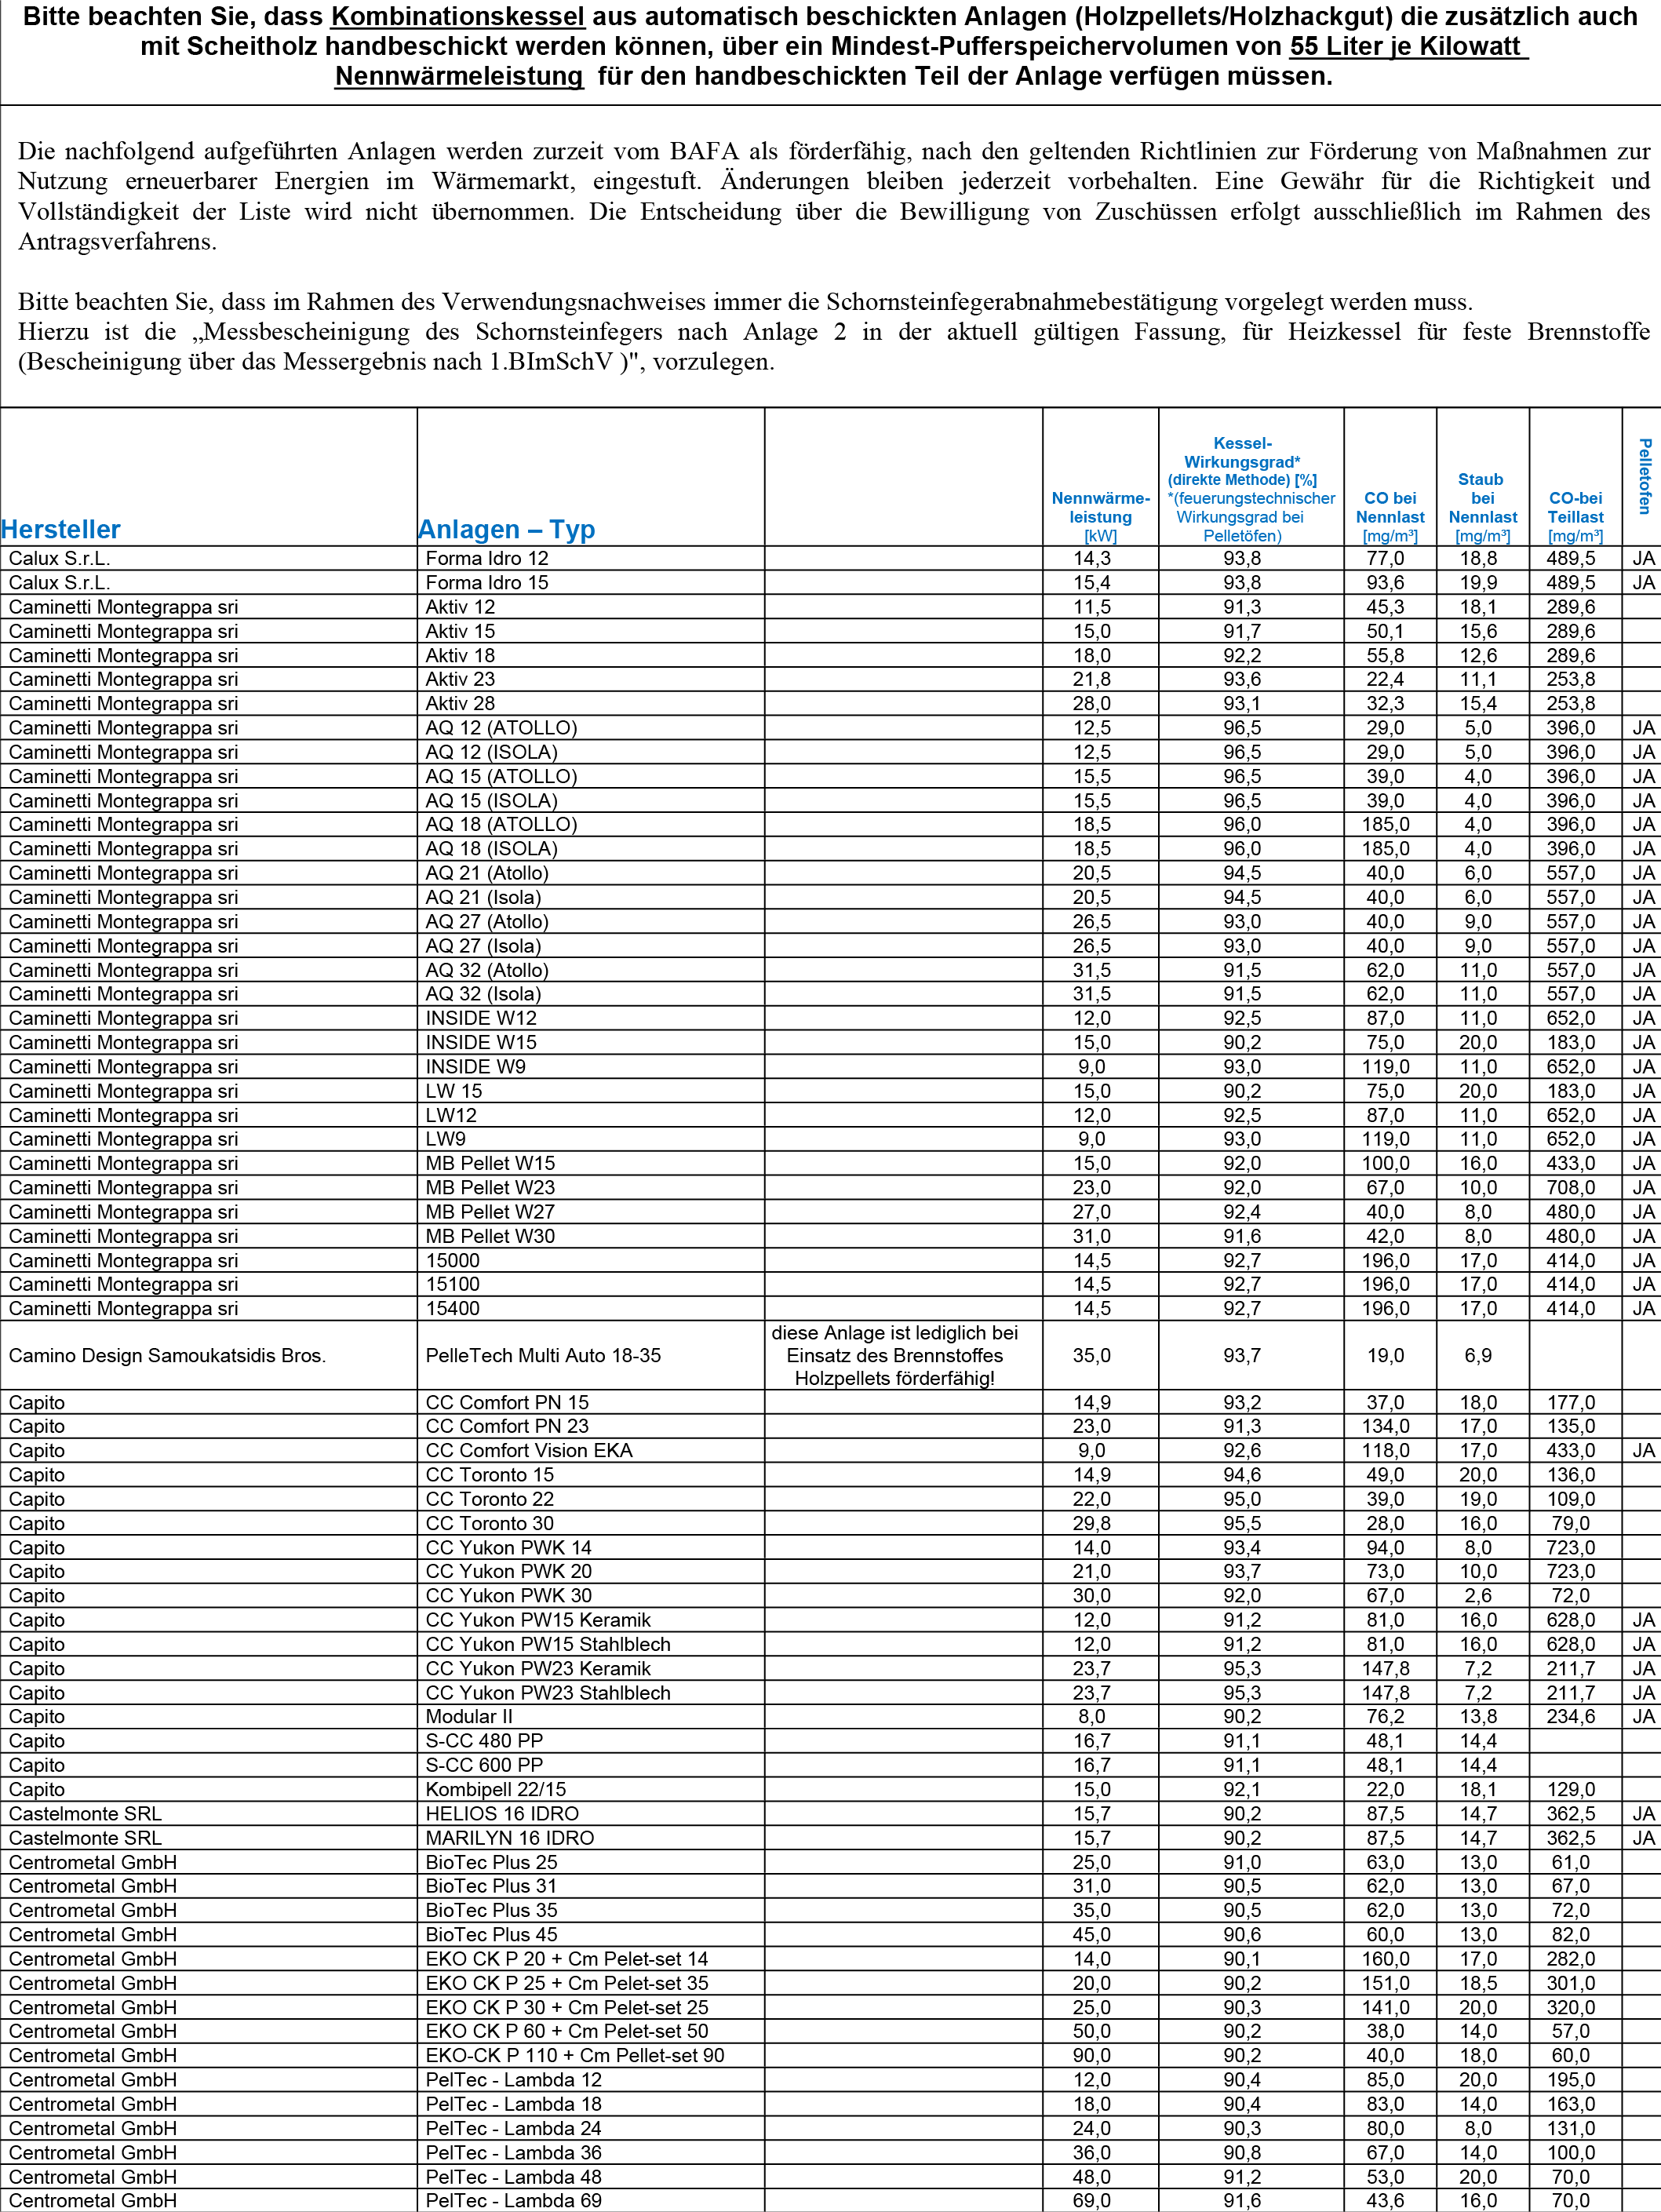 Bitte beachten Sie, dass Kombinationskessel aus automatisch beschickten Anlagen (Holzpellets/Holzhackgut) die zusätzlich auch
mit Scheitholz handbeschickt werden können, über ein Mindest-Pufferspeichervolumen von 55 Liter je Kilowatt
Nennwärmeleistung für den handbeschickten Teil der Anlage verfügen müssen.
Die nachfolgend aufgeführten Anlagen werden zurzeit vom BAFA als förderfähig, nach den geltenden Richtlinien zur Förderung von Maßnahmen zur
Nutzung erneuerbarer Energien im Wärmemarkt, eingestuft. Änderungen bleiben jederzeit vorbehalten. Eine Gewähr für die Richtigkeit und
Vollständigkeit der Liste wird nicht übernommen. Die Entscheidung über die Bewilligung von Zuschüssen erfolgt ausschließlich im Rahmen des
Antragsverfahrens.
Bitte beachten Sie, dass im Rahmen des Verwendungsnachweises immer die Schornsteinfegerabnahmebestätigung vorgelegt werden muss.
Hierzu ist die „Messbescheinigung des Schornsteinfegers nach Anlage 2 in der aktuell gültigen Fassung, für Heizkessel für feste Brennstoffe
(Bescheinigung über das Messergebnis nach 1.BImSchV )", vorzulegen.
Hersteller
Anlagen – Typ
Nennwärme-
leistung
[kW]
Kessel-
Wirkungsgrad*
(direkte Methode) [%]
*(feuerungstechnischer
Wirkungsgrad bei
Pelletöfen)
CO bei
Nennlast
[mg/m³]
Staub
bei
Nennlast
[mg/m³]
CO-bei
Teillast
[mg/m³]
Pelletofen
Calux S.r.L. Forma Idro 12 14,3 93,8 77,0 18,8 489,5 JA
Calux S.r.L. Forma Idro 15 15,4 93,8 93,6 19,9 489,5 JA
Caminetti Montegrappa sri Aktiv 12 11,5 91,3 45,3 18,1 289,6
Caminetti Montegrappa sri Aktiv 15 15,0 91,7 50,1 15,6 289,6
Caminetti Montegrappa sri Aktiv 18 18,0 92,2 55,8 12,6 289,6
Caminetti Montegrappa sri Aktiv 23 21,8 93,6 22,4 11,1 253,8
Caminetti Montegrappa sri Aktiv 28 28,0 93,1 32,3 15,4 253,8
Caminetti Montegrappa sri AQ 12 (ATOLLO) 12,5 96,5 29,0 5,0 396,0 JA
Caminetti Montegrappa sri AQ 12 (ISOLA) 12,5 96,5 29,0 5,0 396,0 JA
Caminetti Montegrappa sri AQ 15 (ATOLLO) 15,5 96,5 39,0 4,0 396,0 JA
Caminetti Montegrappa sri AQ 15 (ISOLA) 15,5 96,5 39,0 4,0 396,0 JA
Caminetti Montegrappa sri AQ 18 (ATOLLO) 18,5 96,0 185,0 4,0 396,0 JA
Caminetti Montegrappa sri AQ 18 (ISOLA) 18,5 96,0 185,0 4,0 396,0 JA
Caminetti Montegrappa sri AQ 21 (Atollo) 20,5 94,5 40,0 6,0 557,0 JA
Caminetti Montegrappa sri AQ 21 (Isola) 20,5 94,5 40,0 6,0 557,0 JA
Caminetti Montegrappa sri AQ 27 (Atollo) 26,5 93,0 40,0 9,0 557,0 JA
Caminetti Montegrappa sri AQ 27 (Isola) 26,5 93,0 40,0 9,0 557,0 JA
Caminetti Montegrappa sri AQ 32 (Atollo) 31,5 91,5 62,0 11,0 557,0 JA
Caminetti Montegrappa sri AQ 32 (Isola) 31,5 91,5 62,0 11,0 557,0 JA
Caminetti Montegrappa sri INSIDE W12 12,0 92,5 87,0 11,0 652,0 JA
Caminetti Montegrappa sri INSIDE W15 15,0 90,2 75,0 20,0 183,0 JA
Caminetti Montegrappa sri INSIDE W9 9,0 93,0 119,0 11,0 652,0 JA
Caminetti Montegrappa sri LW 15 15,0 90,2 75,0 20,0 183,0 JA
Caminetti Montegrappa sri LW12 12,0 92,5 87,0 11,0 652,0 JA
Caminetti Montegrappa sri LW9 9,0 93,0 119,0 11,0 652,0 JA
Caminetti Montegrappa sri MB Pellet W15 15,0 92,0 100,0 16,0 433,0 JA
Caminetti Montegrappa sri MB Pellet W23 23,0 92,0 67,0 10,0 708,0 JA
Caminetti Montegrappa sri MB Pellet W27 27,0 92,4 40,0 8,0 480,0 JA
Caminetti Montegrappa sri MB Pellet W30 31,0 91,6 42,0 8,0 480,0 JA
Caminetti Montegrappa sri 15000 14,5 92,7 196,0 17,0 414,0 JA
Caminetti Montegrappa sri 15100 14,5 92,7 196,0 17,0 414,0 JA
Caminetti Montegrappa sri 15400 14,5 92,7 196,0 17,0 414,0 JA
diese Anlage ist lediglich bei
Camino Design Samoukatsidis Bros. PelleTech Multi Auto 18-35 Einsatz des Brennstoffes 35,0 93,7 19,0 6,9
Holzpellets förderfähig!
Capito CC Comfort PN 15 14,9 93,2 37,0 18,0 177,0
Capito CC Comfort PN 23 23,0 91,3 134,0 17,0 135,0
Capito CC Comfort Vision EKA 9,0 92,6 118,0 17,0 433,0 JA
Capito CC Toronto 15 14,9 94,6 49,0 20,0 136,0
Capito CC Toronto 22 22,0 95,0 39,0 19,0 109,0
Capito CC Toronto 30 29,8 95,5 28,0 16,0 79,0
Capito CC Yukon PWK 14 14,0 93,4 94,0 8,0 723,0
Capito CC Yukon PWK 20 21,0 93,7 73,0 10,0 723,0
Capito CC Yukon PWK 30 30,0 92,0 67,0 2,6 72,0
Capito CC Yukon PW15 Keramik 12,0 91,2 81,0 16,0 628,0 JA
Capito CC Yukon PW15 Stahlblech 12,0 91,2 81,0 16,0 628,0 JA
Capito CC Yukon PW23 Keramik 23,7 95,3 147,8 7,2 211,7 JA
Capito CC Yukon PW23 Stahlblech 23,7 95,3 147,8 7,2 211,7 JA
Capito Modular II 8,0 90,2 76,2 13,8 234,6 JA
Capito S-CC 480 PP 16,7 91,1 48,1 14,4
Capito S-CC 600 PP 16,7 91,1 48,1 14,4
Capito Kombipell 22/15 15,0 92,1 22,0 18,1 129,0
Castelmonte SRL HELIOS 16 IDRO 15,7 90,2 87,5 14,7 362,5 JA
Castelmonte SRL MARILYN 16 IDRO 15,7 90,2 87,5 14,7 362,5 JA
Centrometal GmbH BioTec Plus 25 25,0 91,0 63,0 13,0 61,0
Centrometal GmbH BioTec Plus 31 31,0 90,5 62,0 13,0 67,0
Centrometal GmbH BioTec Plus 35 35,0 90,5 62,0 13,0 72,0
Centrometal GmbH BioTec Plus 45 45,0 90,6 60,0 13,0 82,0
Centrometal GmbH EKO CK P 20 + Cm Pelet-set 14 14,0 90,1 160,0 17,0 282,0
Centrometal GmbH EKO CK P 25 + Cm Pelet-set 35 20,0 90,2 151,0 18,5 301,0
Centrometal GmbH EKO CK P 30 + Cm Pelet-set 25 25,0 90,3 141,0 20,0 320,0
Centrometal GmbH EKO CK P 60 + Cm Pelet-set 50 50,0 90,2 38,0 14,0 57,0
Centrometal GmbH EKO-CK P 110 + Cm Pellet-set 90 90,0 90,2 40,0 18,0 60,0
Centrometal GmbH PelTec - Lambda 12 12,0 90,4 85,0 20,0 195,0
Centrometal GmbH PelTec - Lambda 18 18,0 90,4 83,0 14,0 163,0
Centrometal GmbH PelTec - Lambda 24 24,0 90,3 80,0 8,0 131,0
Centrometal GmbH PelTec - Lambda 36 36,0 90,8 67,0 14,0 100,0
Centrometal GmbH PelTec - Lambda 48 48,0 91,2 53,0 20,0 70,0
Centrometal GmbH PelTec - Lambda 69 69,0 91,6 43,6 16,0 70,0